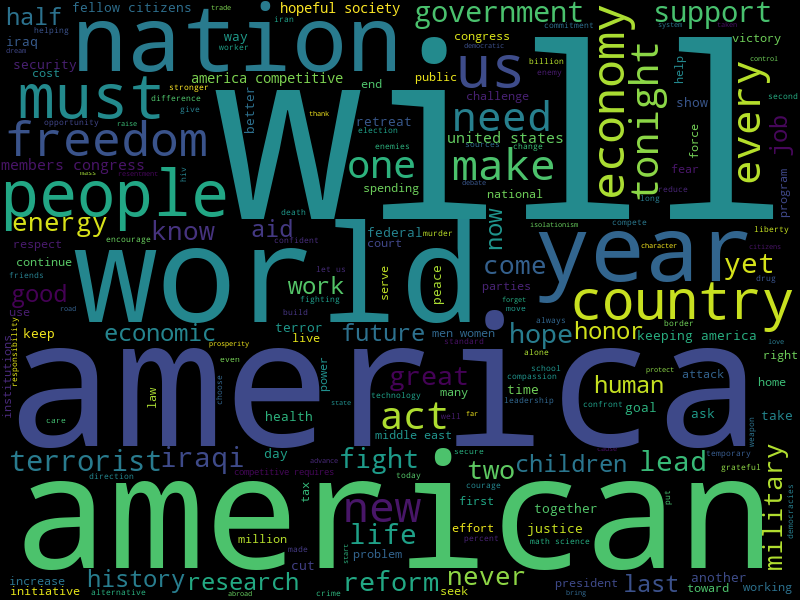 half
fellow citizens
trade
hopeful society
government
support
helping
iran
commitment
system
taken
dream
nation
way
worker
congress
democratic
iraq
victory
security
cost
america competitive
end
public
us
billion
enemy
help
control
must
stronger
difference
give
better
thank
challenge
show
second
will
economy
tonight
every
job
opportunity
raise
retreat
election
need
united states
sources
change
force
freedom
enemies
members congress
mass
one
make
debate
fear
hiv
people
spending
national
reduce
long
program
death
isolationism
compete
liberty
energy
know
aid
federal
murder
now
year
character
citizens
respect
encourage
confident
court
continue
friends
let us
serve
peace
come
yet
drug
good
world
work
fighting
parties
forget
move
country
use
road
build
always
border
institutions
responsibility
keep
economic
terror
live
future
men women
hope
honor
keeping america
love
prosperity
even
standard
alone
right
america
choose
power
great
school
compassion
protect
attack
home
law
technology
many
time
leadership
human
confront
goal
ask
take
care
health
state
act
well
far
weapon
day
middle east
terrorist
iraqi
fight
secure
two
children
lead
temporary
grateful
direction
competitive requires
advance
today
courage
military
democracies
american
tax
new
first
together
put
million
life
effort
justice
made
start
problem
percent
math science
cut
increase
history
research
reform
never
president
last
another
initiative
alternative
abroad
crime
seek
bring
toward
working